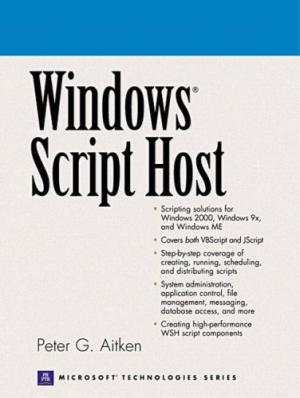 Windows®
Script Host
• Scripting solutions for
Windows 2000, Windows 9x,
and Windows ME
• Covers both VBScript and JScript
• Step-by-step coverage of
creating, running, scheduling,
and distributing scripts
• System administration,
application control, file
management, messaging,
database access, and more
• Creating high-performance
WSH script components
Peter G. Aitken
PH
PTR
MICROSOFT® TECHNOLOGIES SERIES